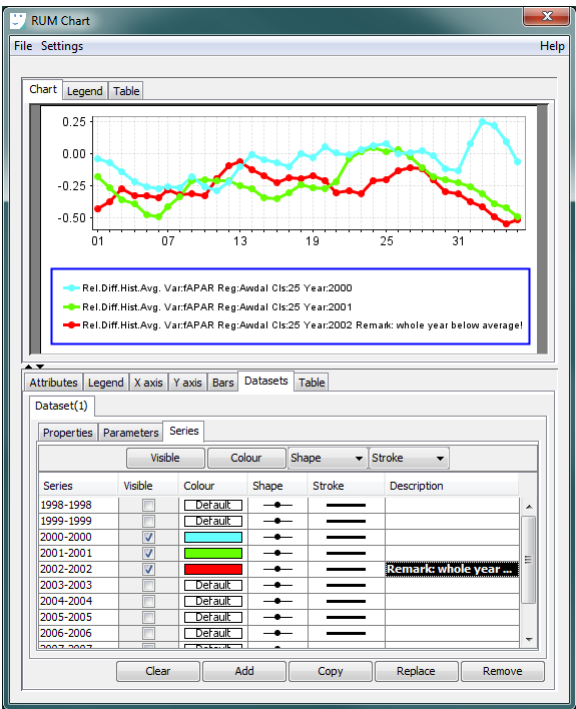 RUM Chart
File Settings Help
Chart Legend Table
0.25
0.00
-0.25
-0.50
01 07 13 19 25 31
Rel.Diff.Hist.Avg. Var:fAPAR Reg:Awdal Cls:25 Year:2000
Rel.Diff.Hist.Avg. Var:fAPAR Reg:Awdal Cls:25 Year:2001
Rel.Diff.Hist.Avg. Var:fAPAR Reg:Awdal Cls:25 Year:2002 Remark: whole year below average!
Attributes Legend X axis Y axis Bars Datasets Table
Dataset(1)
Properties Parameters Series
Visible Colour Shape Stroke
Series Visible Colour Shape Stroke Description
1998-1998 Default
1999-1999 Default
2000-2000
2001-2001
2002-2002 Remark: whole year ...
2003-2003 Default
2004-2004 Default
2005-2005 Default
2006-2006 Default
2007-2007 Default
Clear Add Copy Replace Remove